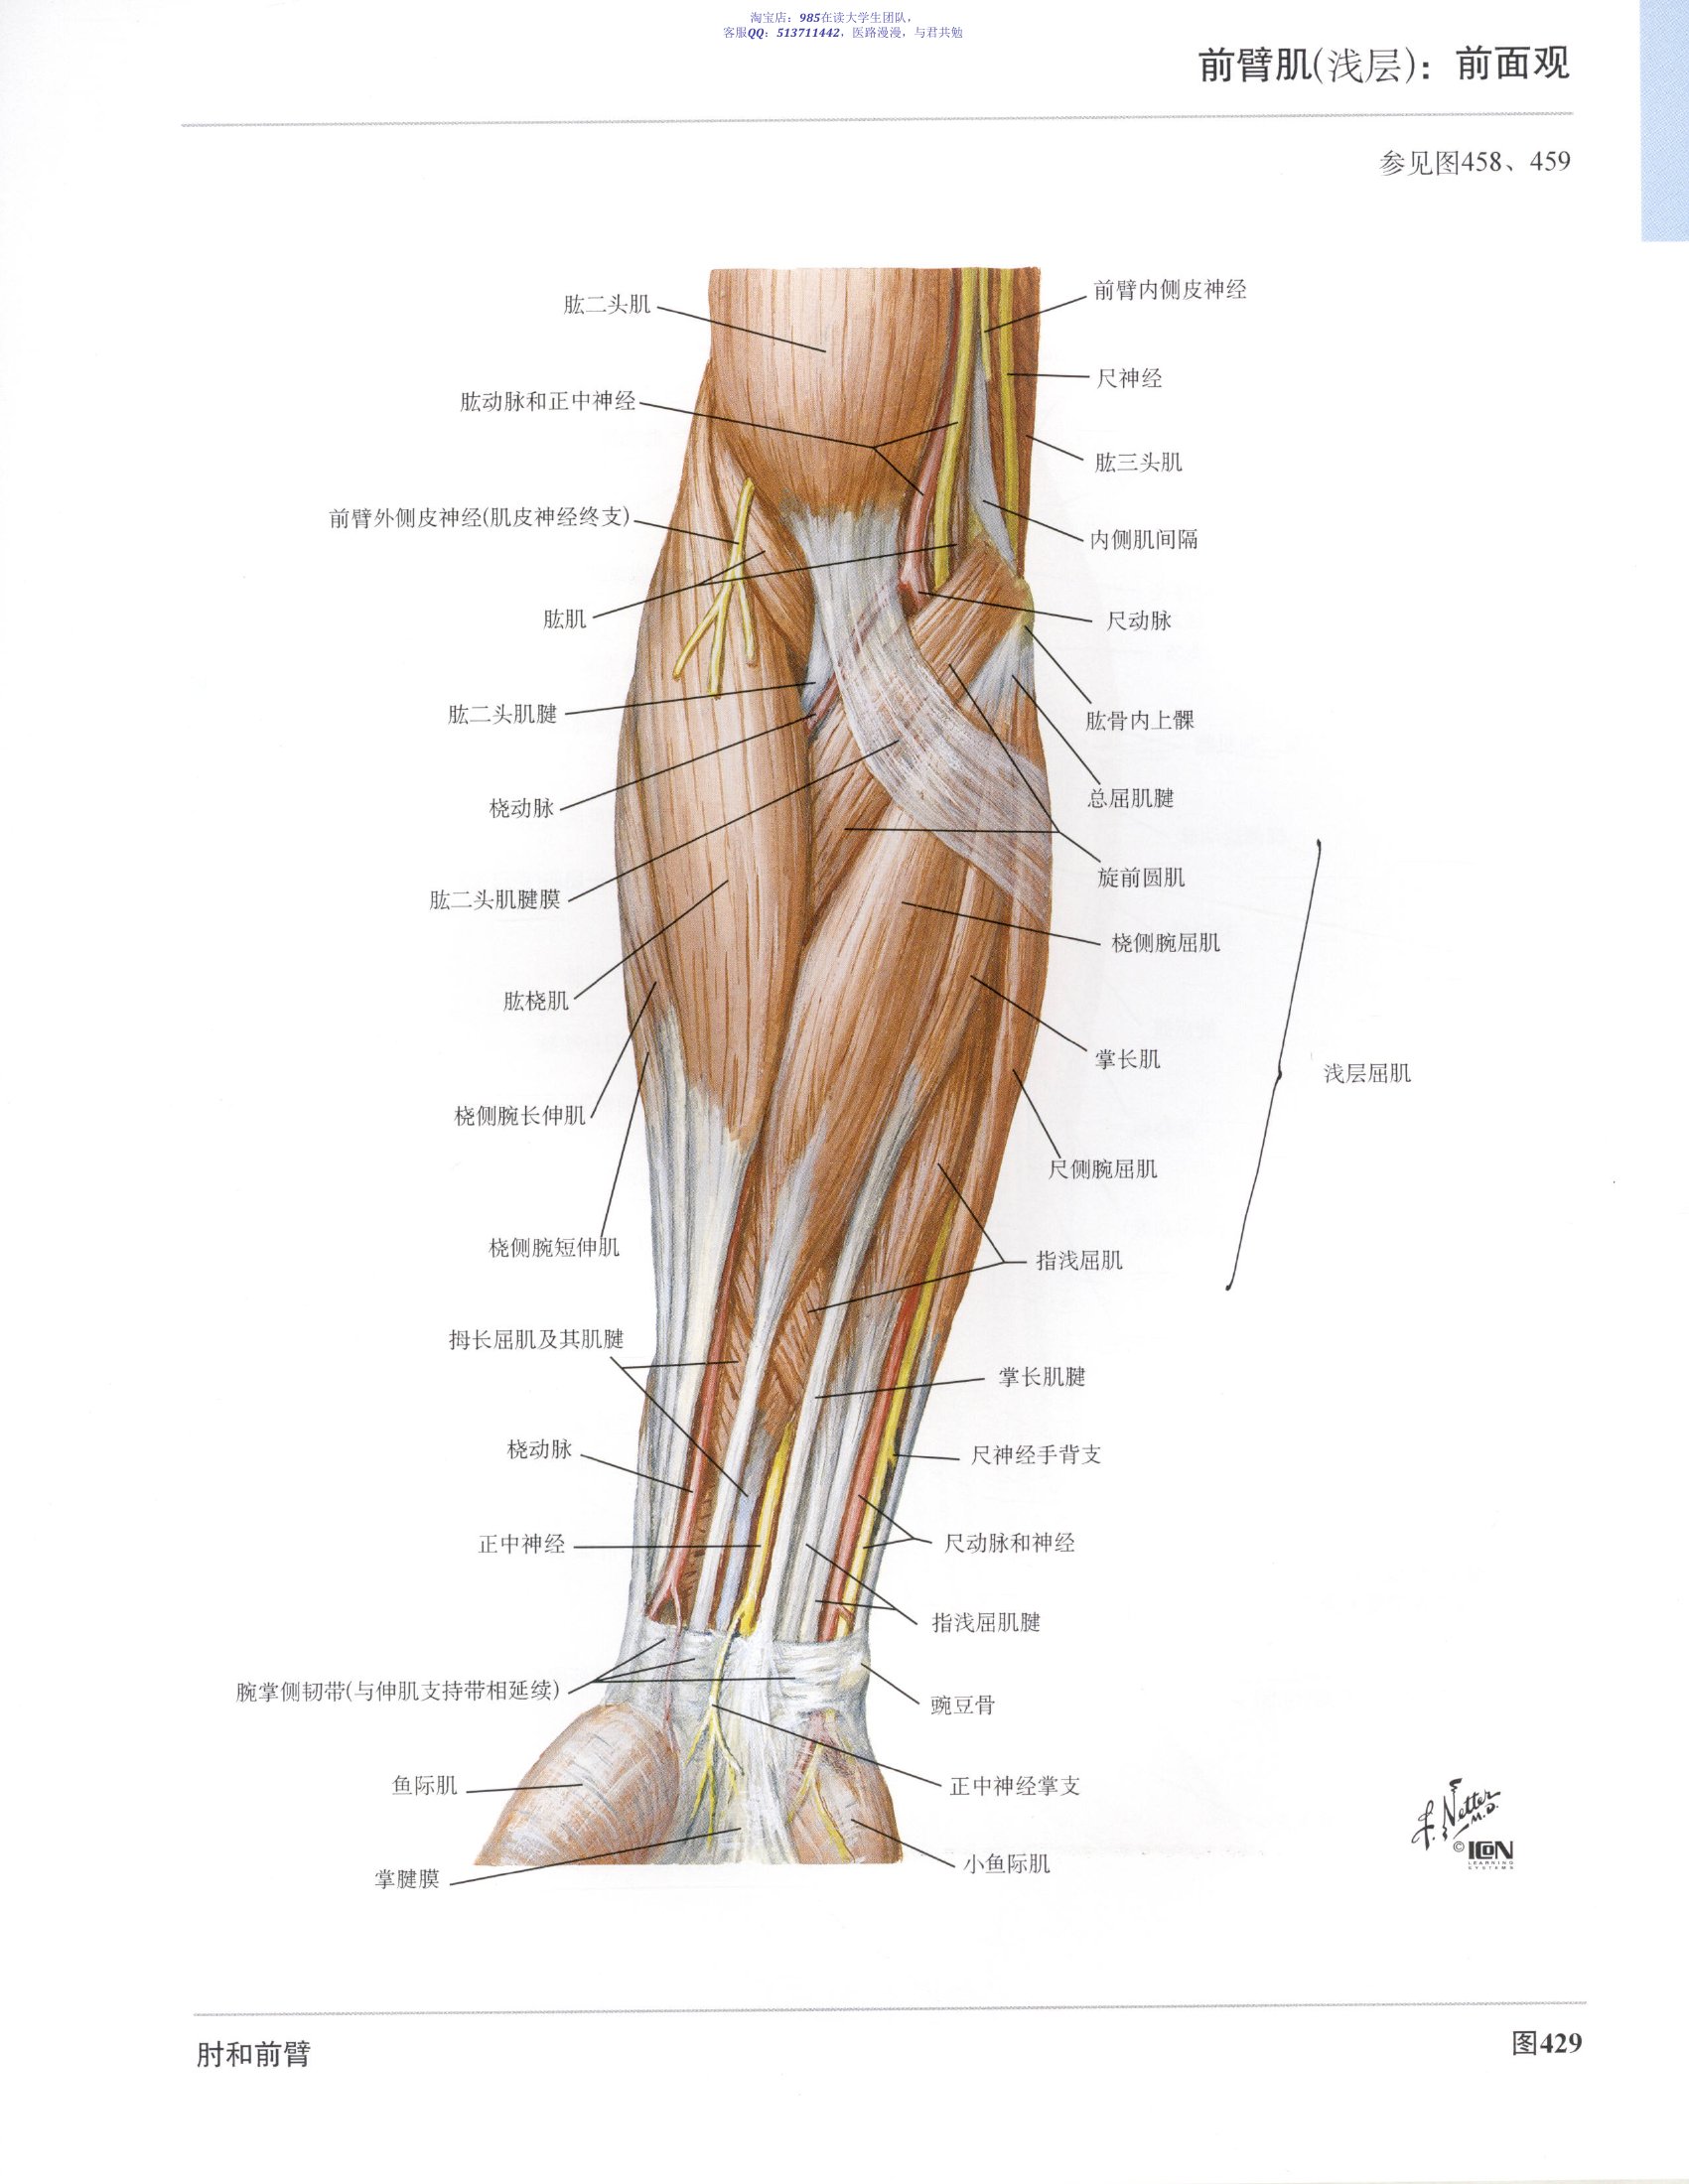 淘宝店：985在读大学生团队，
客服QQ：513711442，医路漫漫，与君共勉
前臂肌(浅层)：前面观
参见图458、459
肱二头肌
前臂内侧皮神经
尺神经
肱动脉和正中神经
肱三头肌
前臂外侧皮神经(肌皮神经终支)
内侧肌间隔
肱肌
尺动脉
肱二头肌腱
肱骨内上髁
桡动脉
总屈肌腱
旋前圆肌
肱二头肌腱膜
桡侧腕屈肌
肱桡肌
掌长肌
浅层屈肌
桡侧腕长伸肌
尺侧腕屈肌
桡侧腕短伸肌
指浅屈肌
拇长屈肌及其肌腱
掌长肌腱
桡动脉
尺神经手背支
正中神经
尺动脉和神经
指浅屈肌腱
腕掌侧韧带(与伸肌支持带相延续)
豌豆骨
鱼际肌
正中神经掌支
掌腱膜
小鱼际肌
F. Netter
M.D.
© ICON
LEARNING
SYSTEMS
肘和前臂
图429